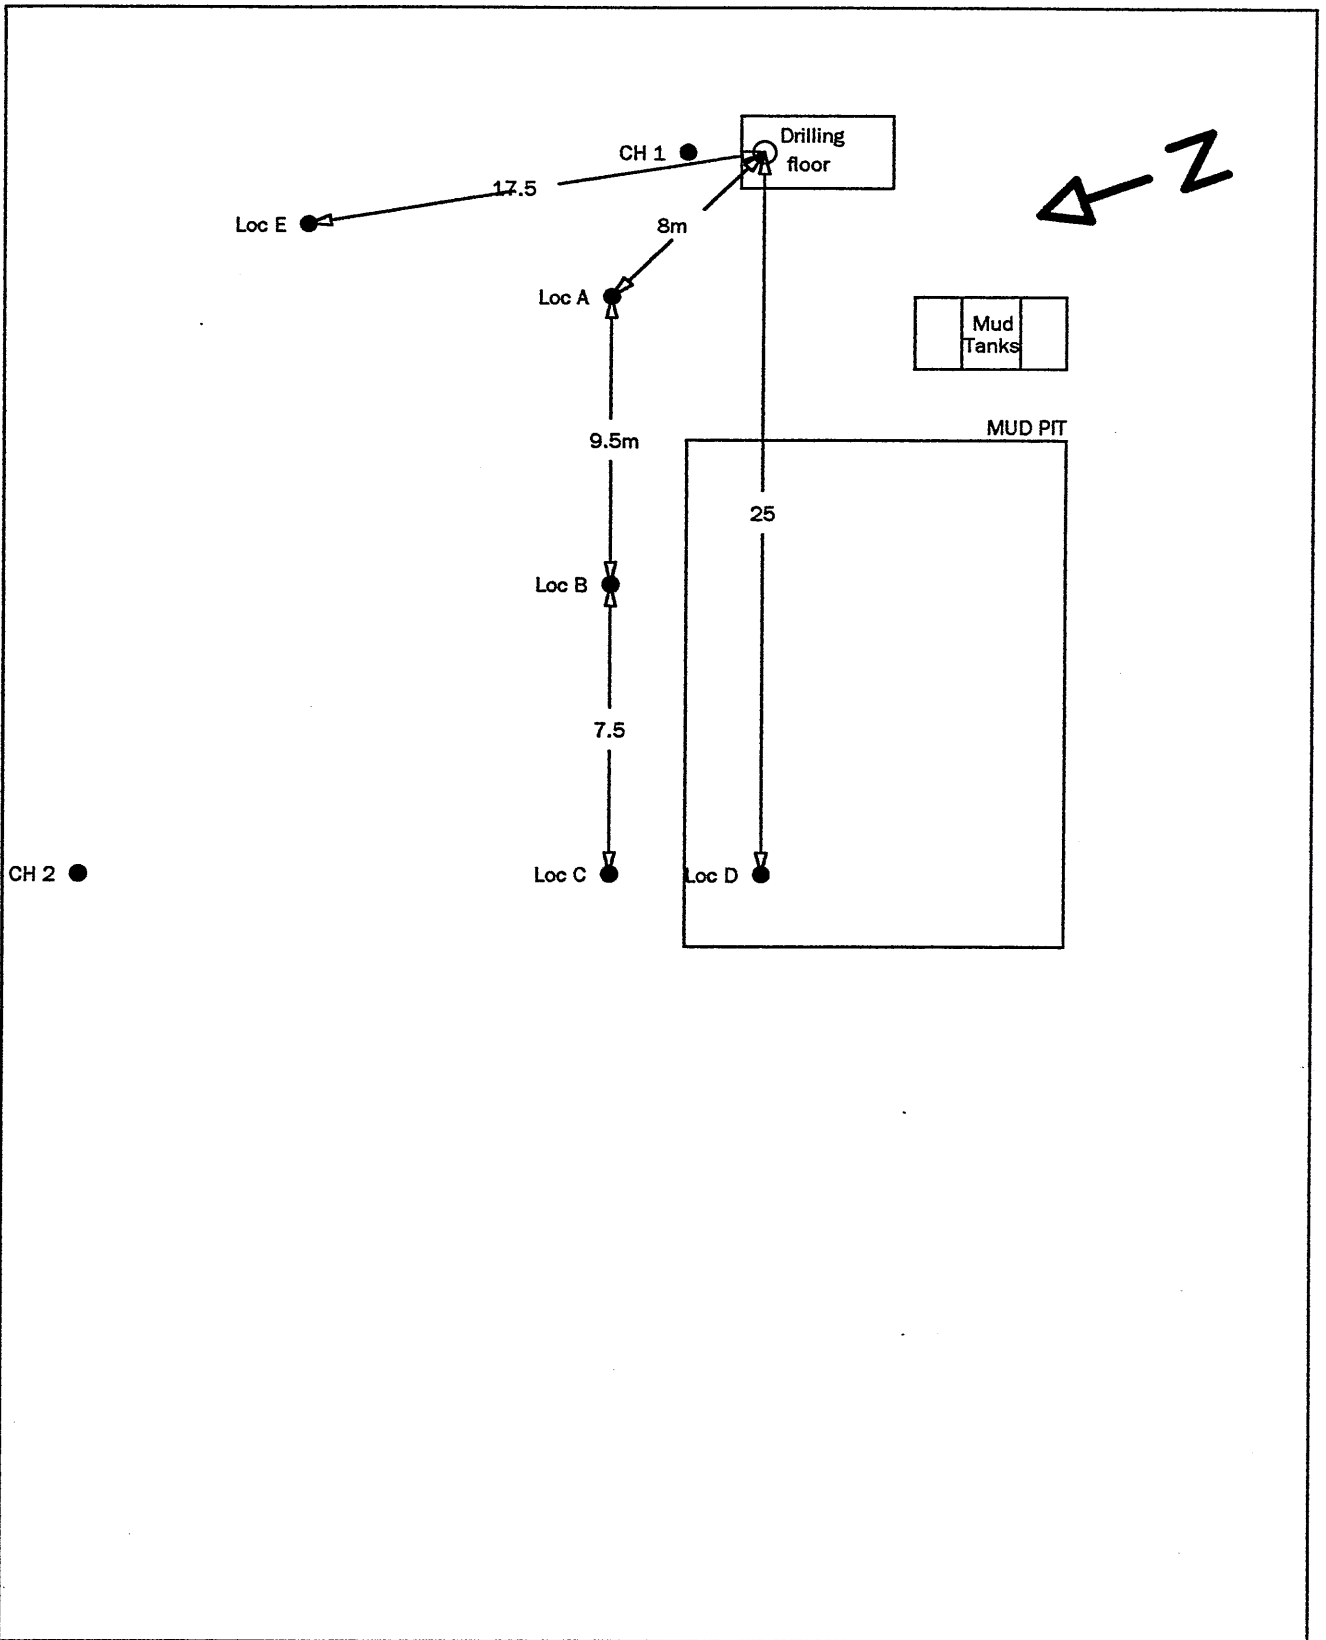 Drilling
floor
CH 1
17.5
Loc E
8m
Loc A
N
Mud
Tanks
MUD PIT
9.5m
25
Loc B
7.5
CH 2
Loc C
Loc D